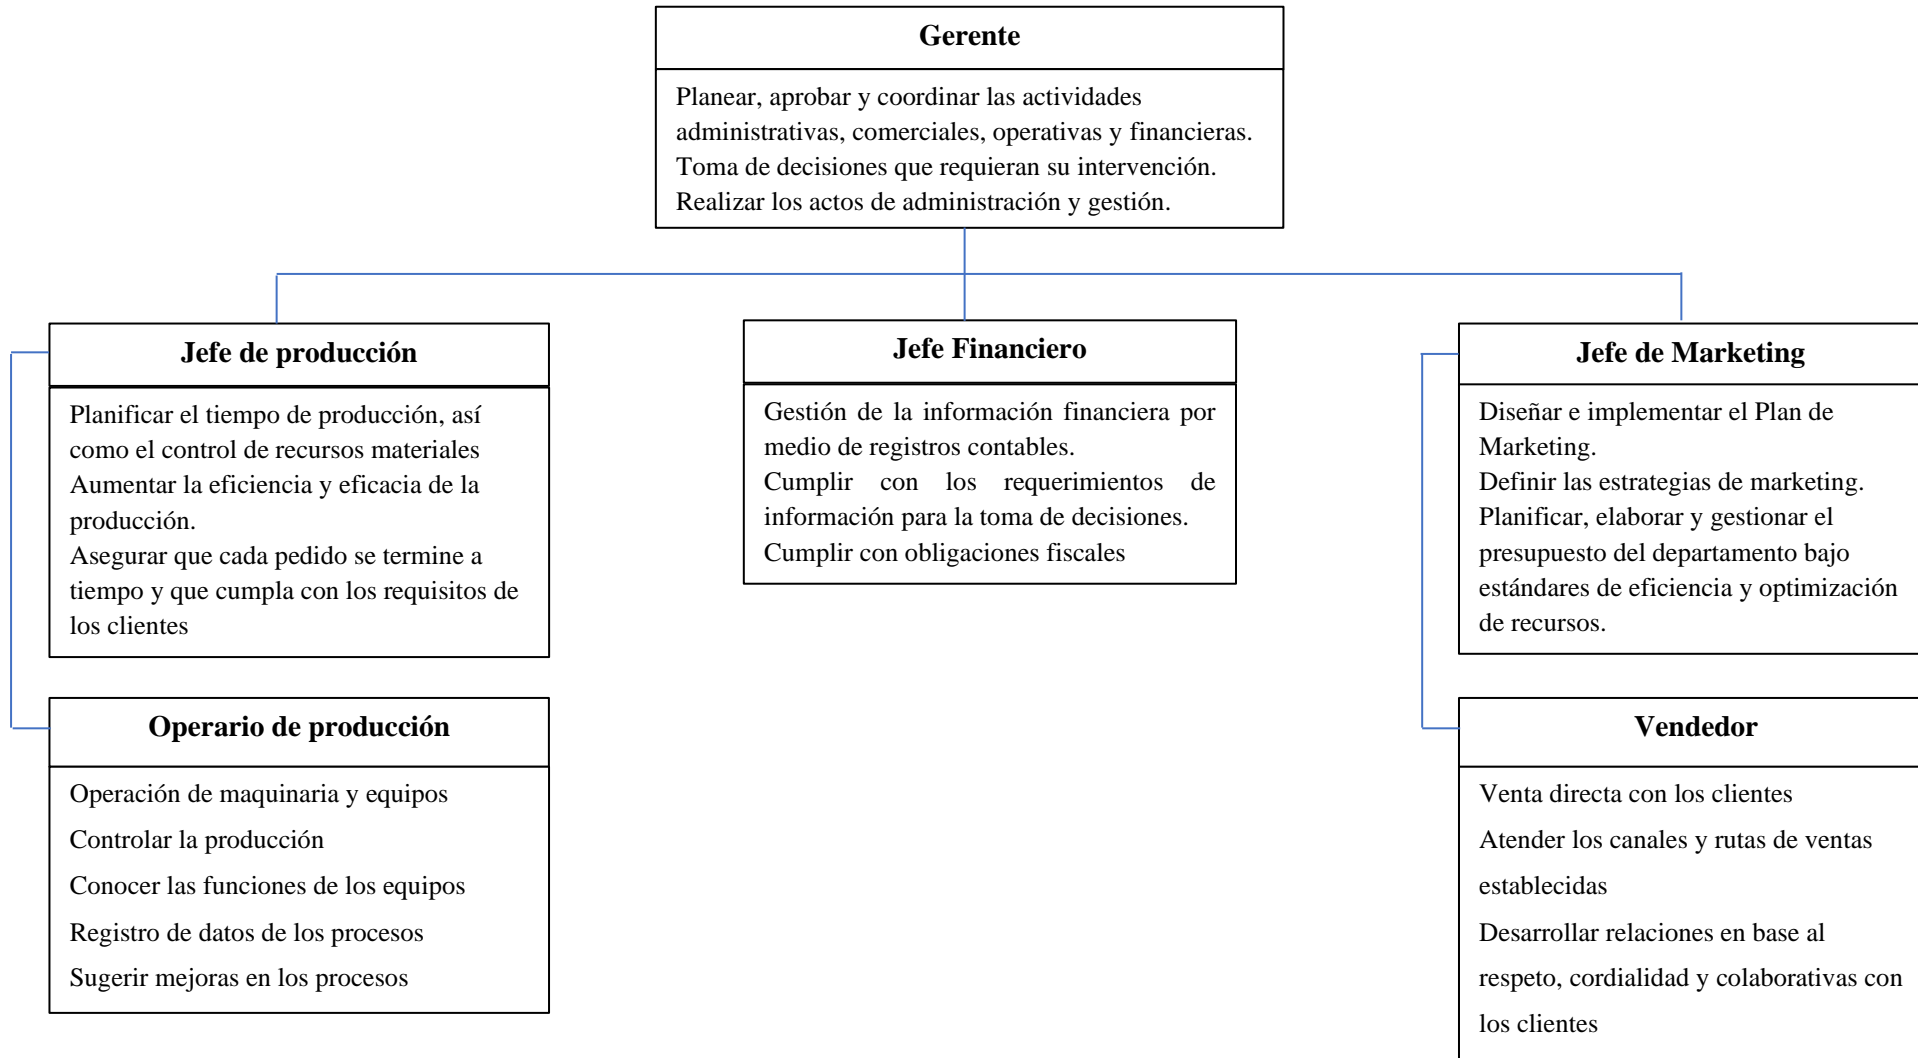 Gerente
Planear, aprobar y coordinar las actividades
administrativas, comerciales, operativas y financieras.
Toma de decisiones que requieran su intervención.
Realizar los actos de administración y gestión.
Jefe de producción
Planificar el tiempo de producción, así
como el control de recursos materiales
Aumentar la eficiencia y eficacia de la
producción.
Asegurar que cada pedido se termine a
tiempo y que cumpla con los requisitos de
los clientes
Jefe Financiero
Gestión de la información financiera por
medio de registros contables.
Cumplir con los requerimientos de
información para la toma de decisiones.
Cumplir con obligaciones fiscales
Jefe de Marketing
Diseñar e implementar el Plan de
Marketing.
Definir las estrategias de marketing.
Planificar, elaborar y gestionar el
presupuesto del departamento bajo
estándares de eficiencia y optimización
de recursos.
Operario de producción
Operación de maquinaria y equipos
Controlar la producción
Conocer las funciones de los equipos
Registro de datos de los procesos
Sugerir mejoras en los procesos
Vendedor
Venta directa con los clientes
Atender los canales y rutas de ventas
establecidas
Desarrollar relaciones en base al
respeto, cordialidad y colaborativas con
los clientes